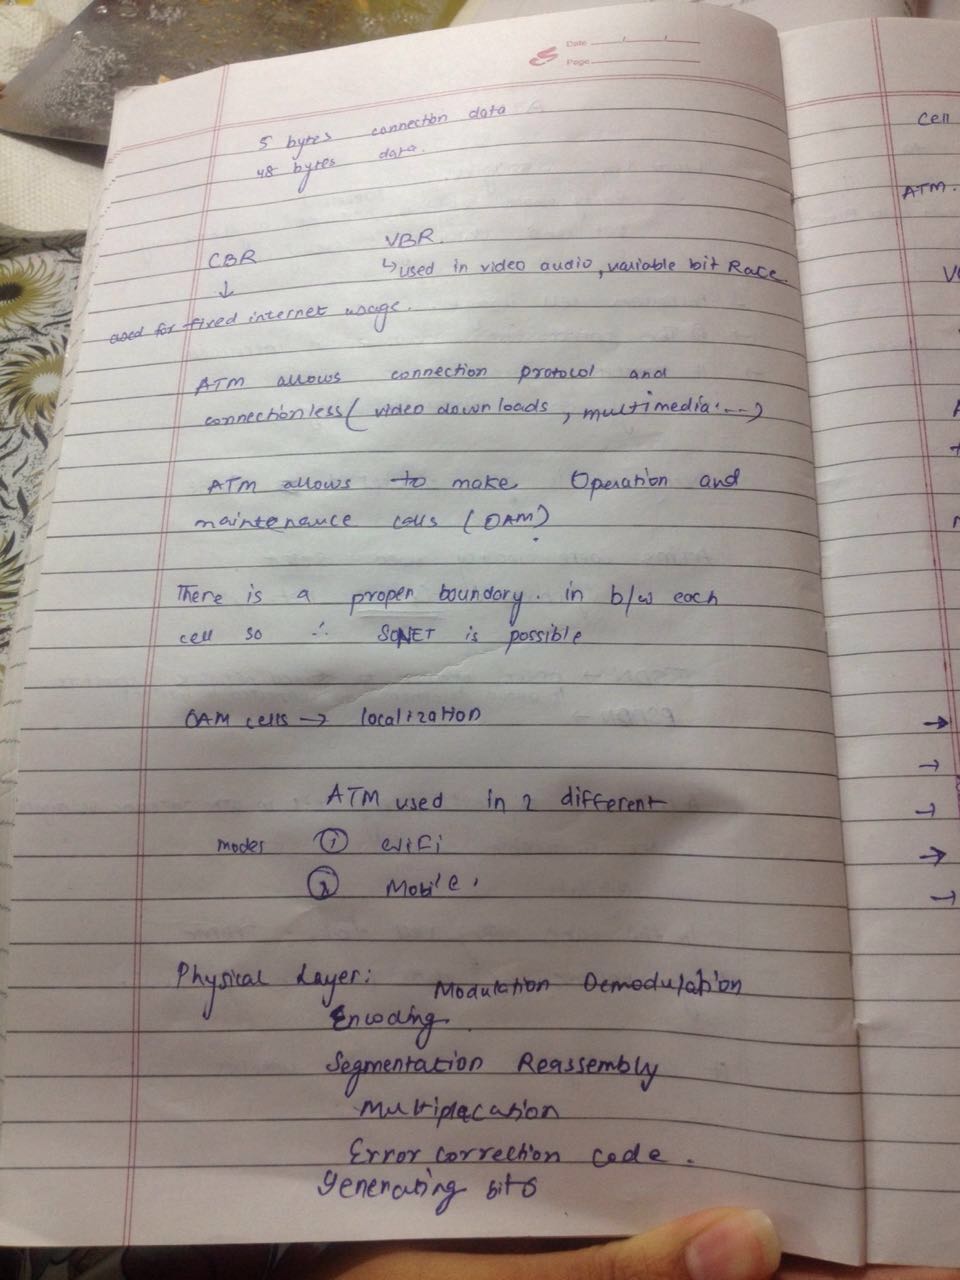 Date
Page
5 bytes connection data
48 bytes data.
CBR VBR.
↓ ↳ used in video audio, variable bit Race.
used for fixed internet usage.
ATM allows connection protocol and
connectionless (video downloads, multimedia....)
ATM allows to make Operation and
maintenance cells (OAM)
There is a proper boundary. in b/w each
cell so ∴ SONET is possible
OAM cells → localization
ATM used in 2 different
modes ① WiFi
② Mobile.
Physical Layer: Modulation Demodulation
Encoding.
Segmentation Reassembly
Multiplecation
Error correction code.
generating bits
Cell
ATM.
→
→
→
→
→